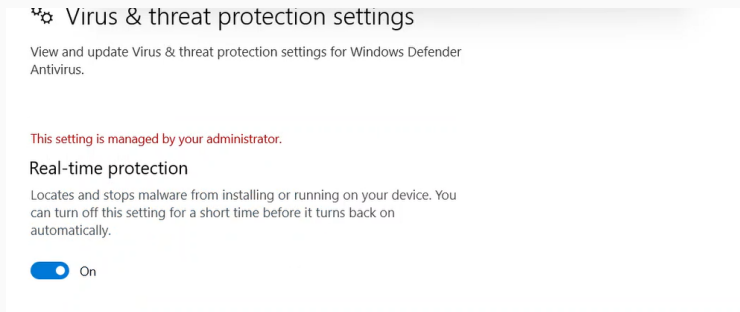 Virus & threat protection settings
View and update Virus & threat protection settings for Windows Defender
Antivirus.
This setting is managed by your administrator.
Real-time protection
Locates and stops malware from installing or running on your device. You
can turn off this setting for a short time before it turns back on
automatically.
On